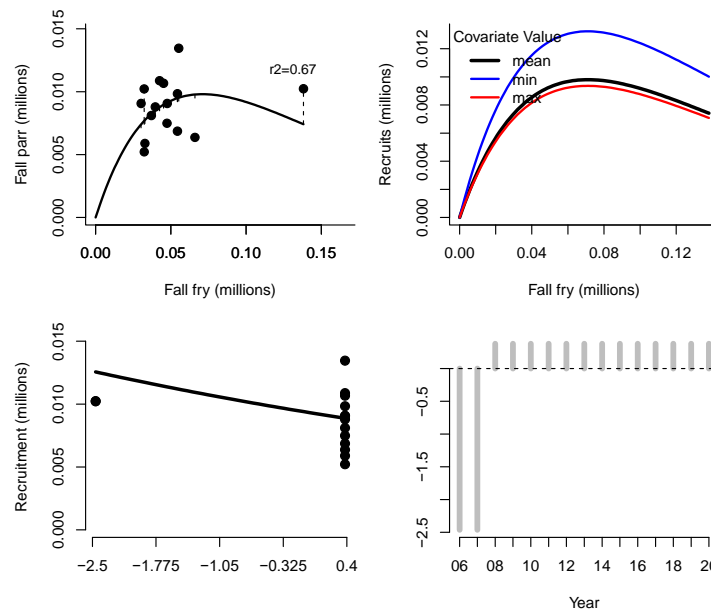 0.015
0.010
0.005
0.000
Fall parr (millions)
r2=0.67
0.00 0.05 0.10 0.15
Fall fry (millions)
0.012
0.008
0.004
0.000
Recruits (millions)
Covariate Value
mean
min
max
0.00 0.04 0.08 0.12
Fall fry (millions)
0.015
0.010
0.005
0.000
Recruitment (millions)
−2.5 −1.775 −1.05 −0.325 0.4
−0.5
−1.5
−2.5
06 08 10 12 14 16 18 20
Year